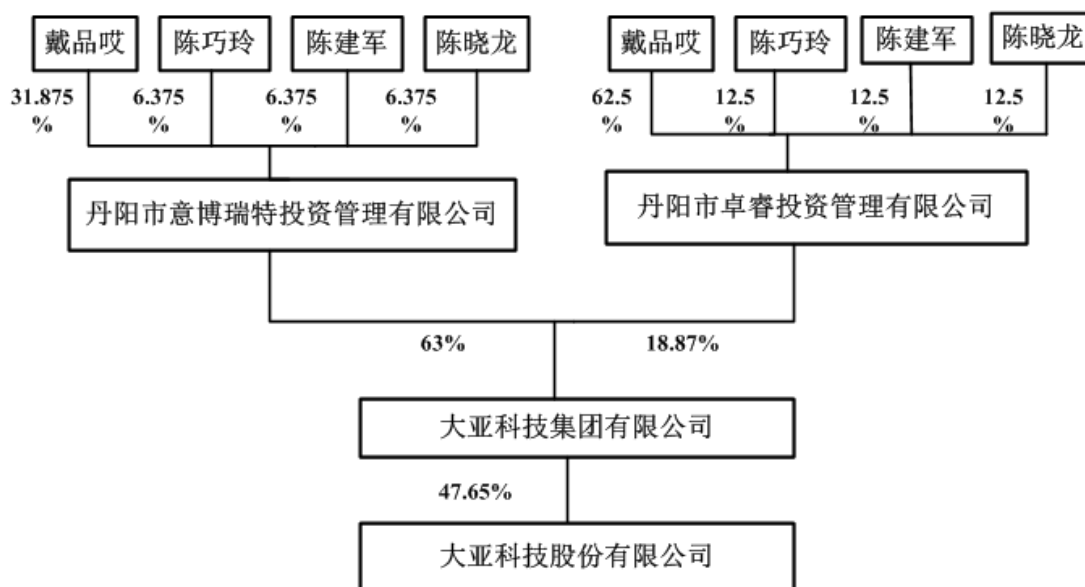 戴品哎 陈巧玲 陈建军 陈晓龙 戴品哎 陈巧玲 陈建军 陈晓龙
31.875 6.375 6.375 6.375 62.5 12.5 12.5 12.5
% % % % % % % %
丹阳市意博瑞特投资管理有限公司 丹阳市卓睿投资管理有限公司
63% 18.87%
大亚科技集团有限公司
47.65%
大亚科技股份有限公司